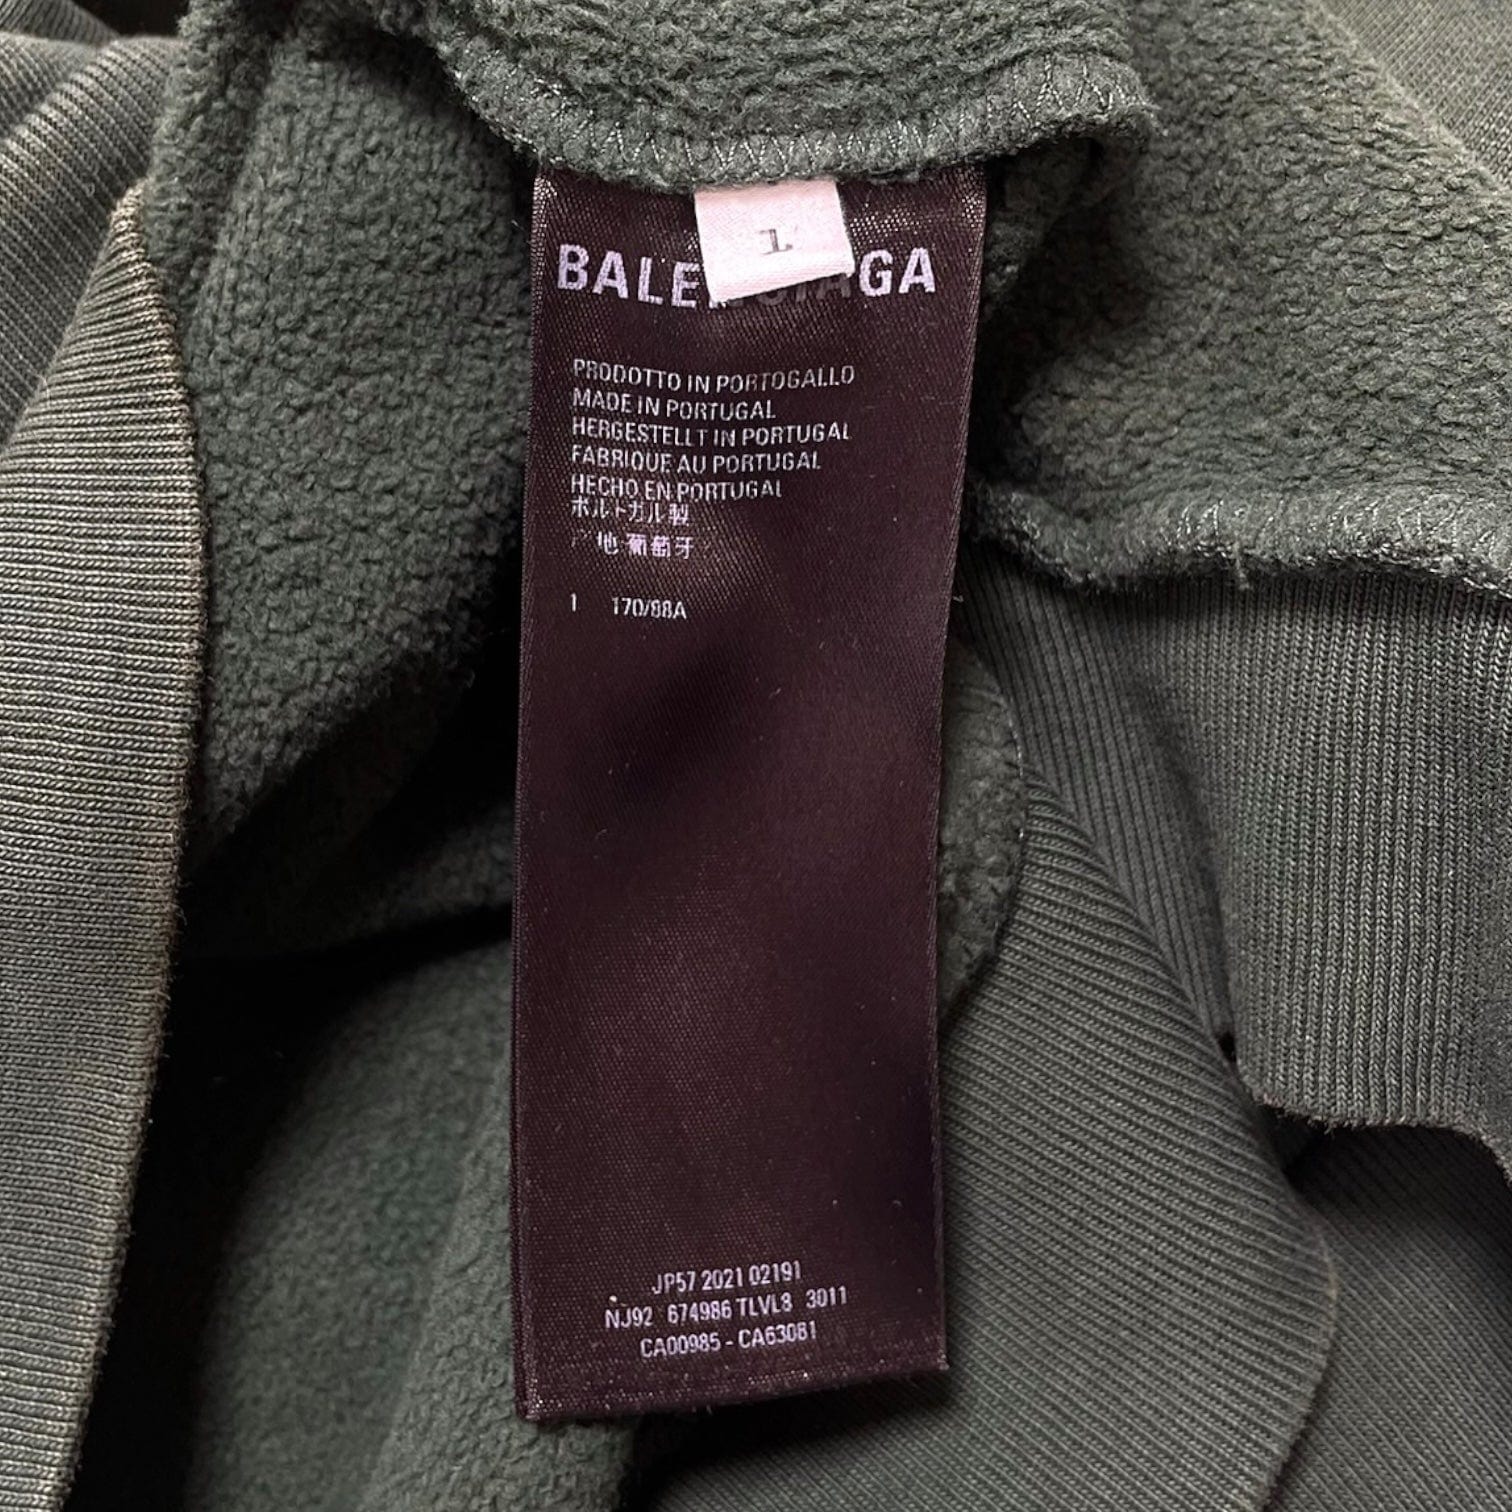 1
BALENCIAGA
PRODOTTO IN PORTOGALLO
MADE IN PORTUGAL
HERGESTELLT IN PORTUGAL
FABRIQUE AU PORTUGAL
HECHO EN PORTUGAL
ポルトガル製
产地:葡萄牙
1 170/88A
JP57 2021 02191
NJ92 674986 TLVL8 3011
CA00985 - CA63081